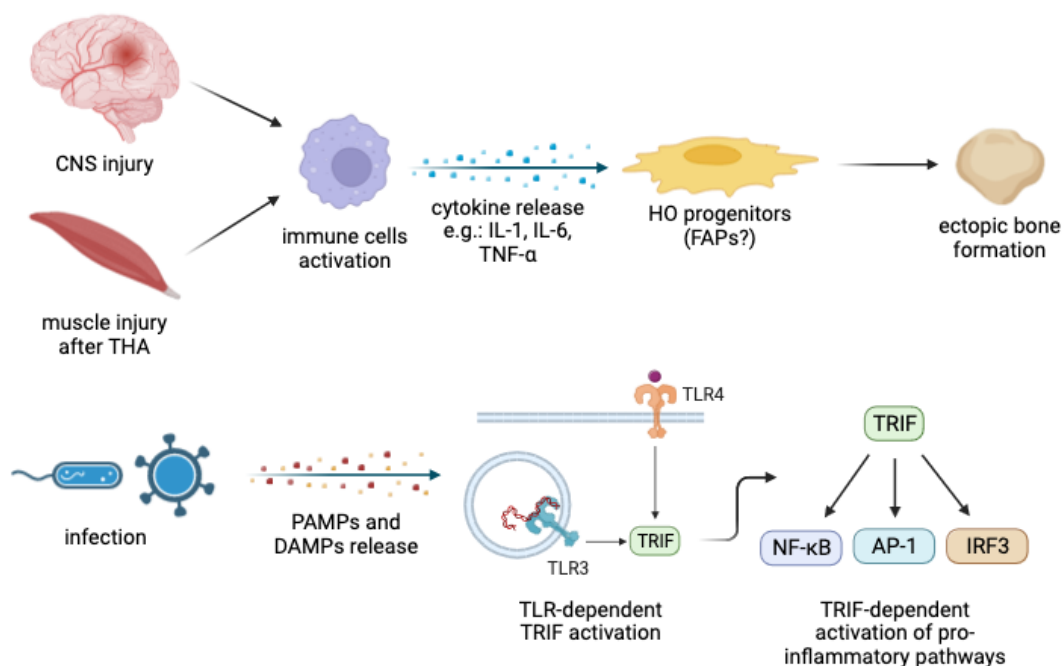 CNS injury
muscle injury
after THA
immune cells
activation
cytokine release
e.g.: IL-1, IL-6,
TNF-α
HO progenitors
(FAPs?)
ectopic bone
formation
infection
PAMPs and
DAMPs release
TLR4
TLR3
TRIF
TLR-dependent
TRIF activation
TRIF
NF-κB
AP-1
IRF3
TRIF-dependent
activation of pro-
inflammatory pathways